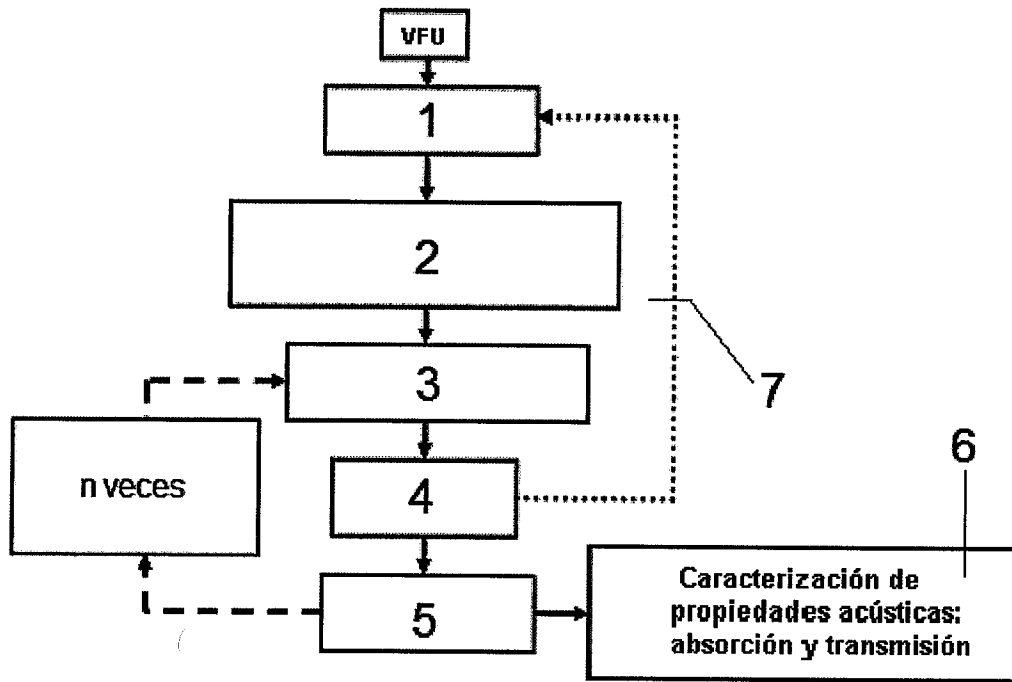 VFU
1
2
3
7
n veces
4
6
5
Caracterización de
propiedades acústicas:
absorción y transmisión